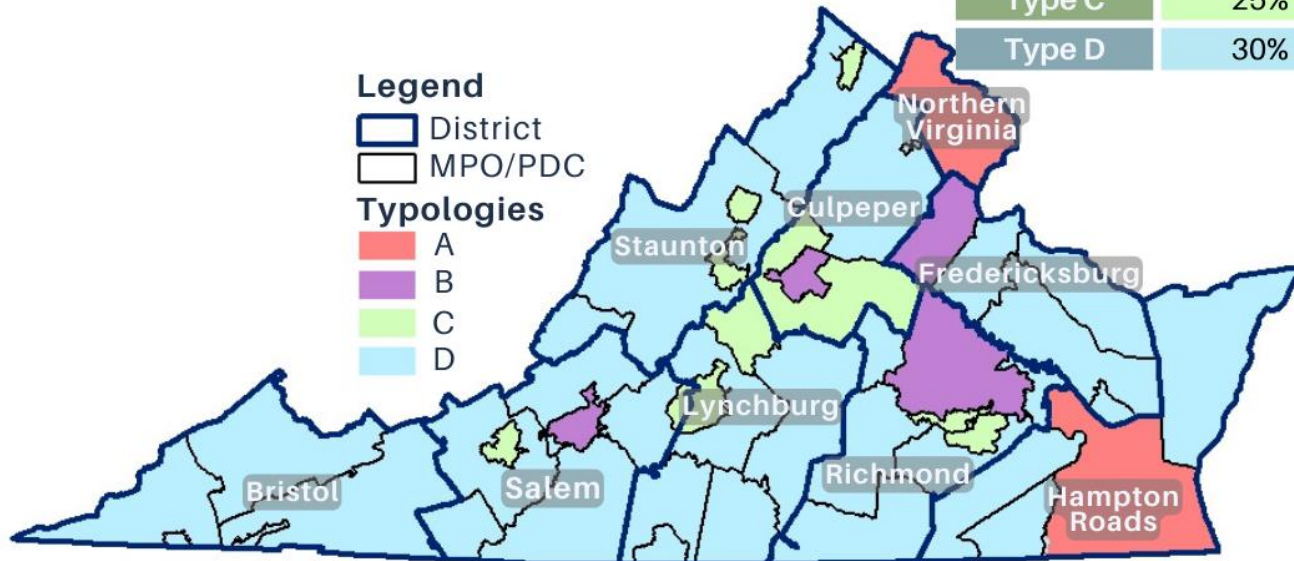 Type C 25%
Type D 30%
Legend
District
MPO/PDC
Typologies
A
B
C
D
Northern
Virginia
Culpeper
Staunton
Fredericksburg
Lynchburg
Richmond
Bristol
Salem
Hampton
Roads